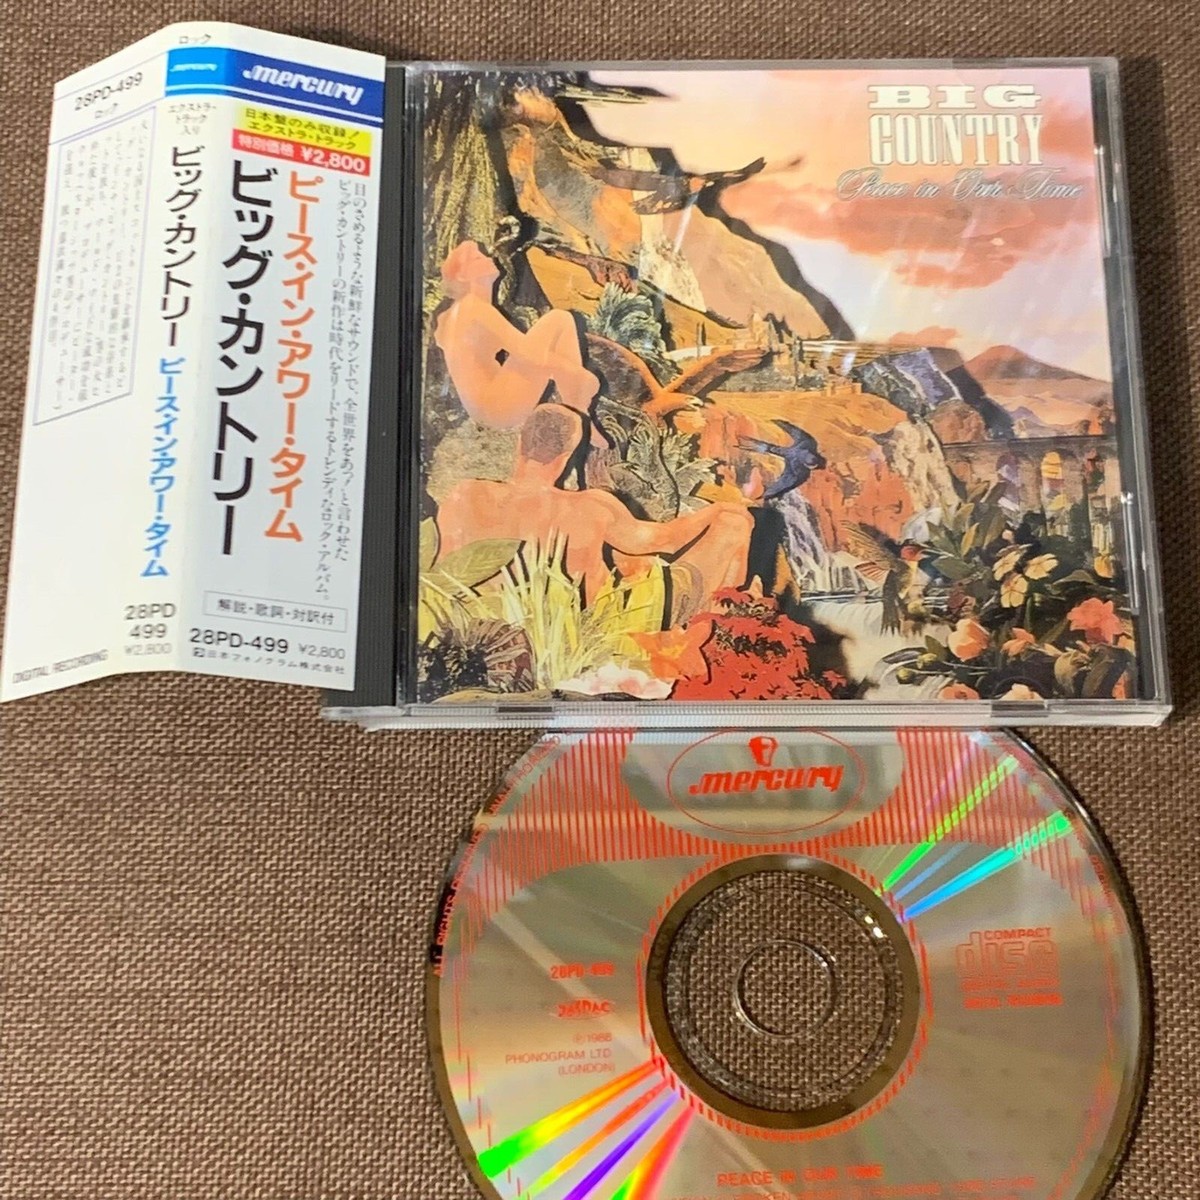 ロック
mercury
28PD-499
ロック
エクストラ・
トラック
入り
ビッグ・カントリー
ピース・イン・アワー・タイム
28PD
499
¥2,800
DIGITAL RECORDING
mercury
日本盤のみ収録!
エクストラ・トラック
特別価格 ¥2,800
ピース・イン・アワー・タイム
ビッグ・カントリー
目のさめるような新鮮なサウンドで、全世界をあっ!と言わせた
ビッグ・カントリーの新作は時代をリードするトレンディなロック・アルバム。
解説・歌詞・対訳付
28PD-499 ¥2,800
日本フォノグラム株式会社
BIG
COUNTRY
Peace in Our Time
mercury
COMPACT
disc
DIGITAL AUDIO
28PD-499
JASRAC
℗1988
PHONOGRAM LTD.
(LONDON)
PEACE IN OUR TIME
ALL RIGHTS